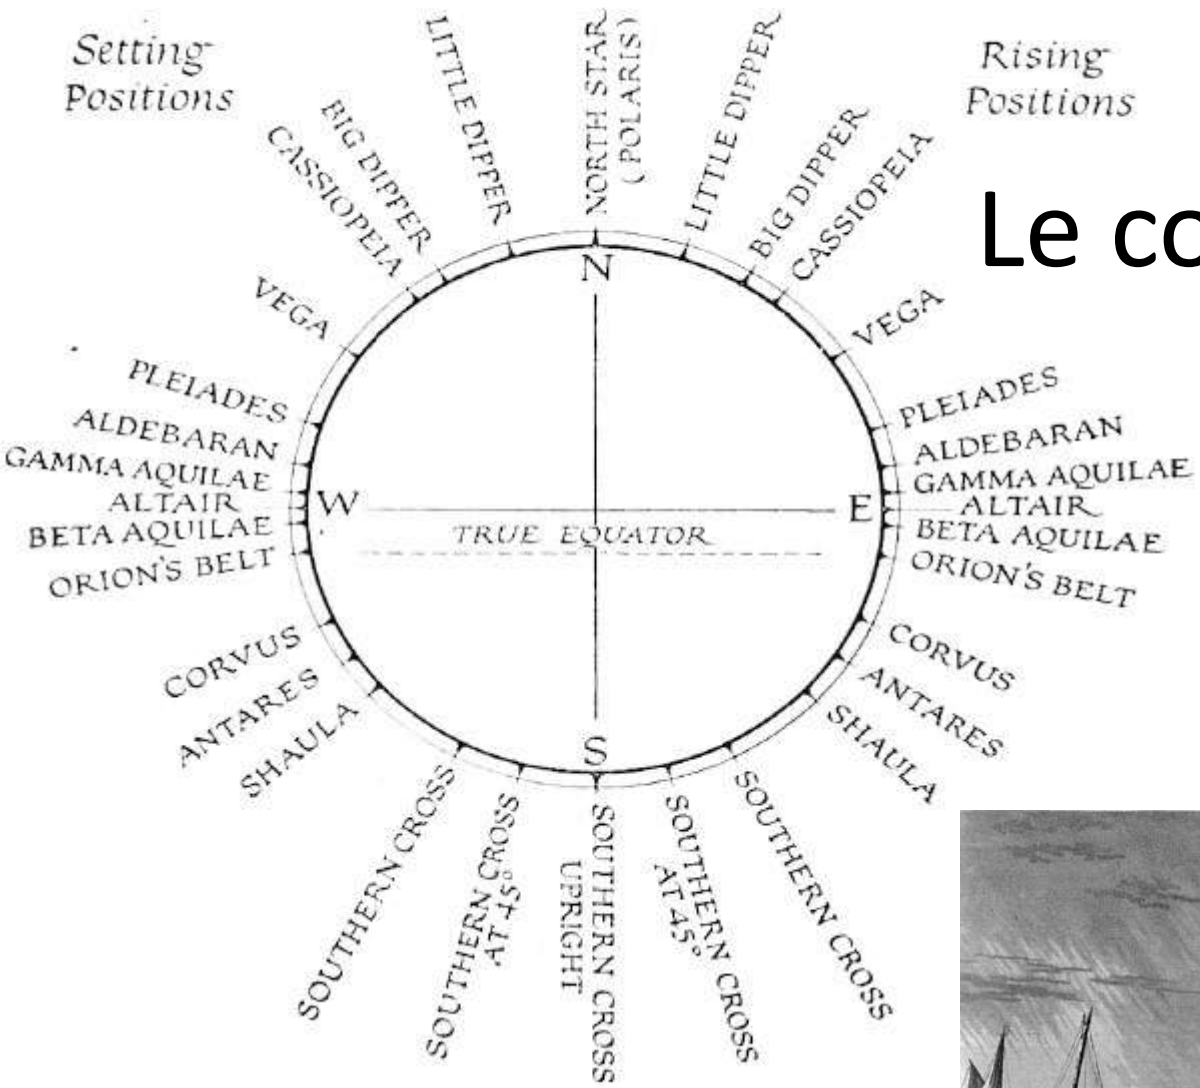 Setting
Positions
Rising
Positions
Le co
NORTH STAR
(POLARIS)
LITTLE DIPPER
BIG DIPPER
CASSIOPEIA
VEGA
PLEIADES
ALDEBARAN
GAMMA AQUILAE
ALTAIR
BETA AQUILAE
ORION'S BELT
CORVUS
ANTARES
SHAULA
SOUTHERN CROSS
SOUTHERN CROSS
AT 45°
SOUTHERN CROSS
UPRIGHT
SOUTHERN CROSS
AT 45°
SOUTHERN CROSS
SHAULA
ANTARES
CORVUS
ORION'S BELT
BETA AQUILAE
ALTAIR
GAMMA AQUILAE
ALDEBARAN
PLEIADES
VEGA
CASSIOPEIA
BIG DIPPER
LITTLE DIPPER
N
W
E
TRUE EQUATOR
S